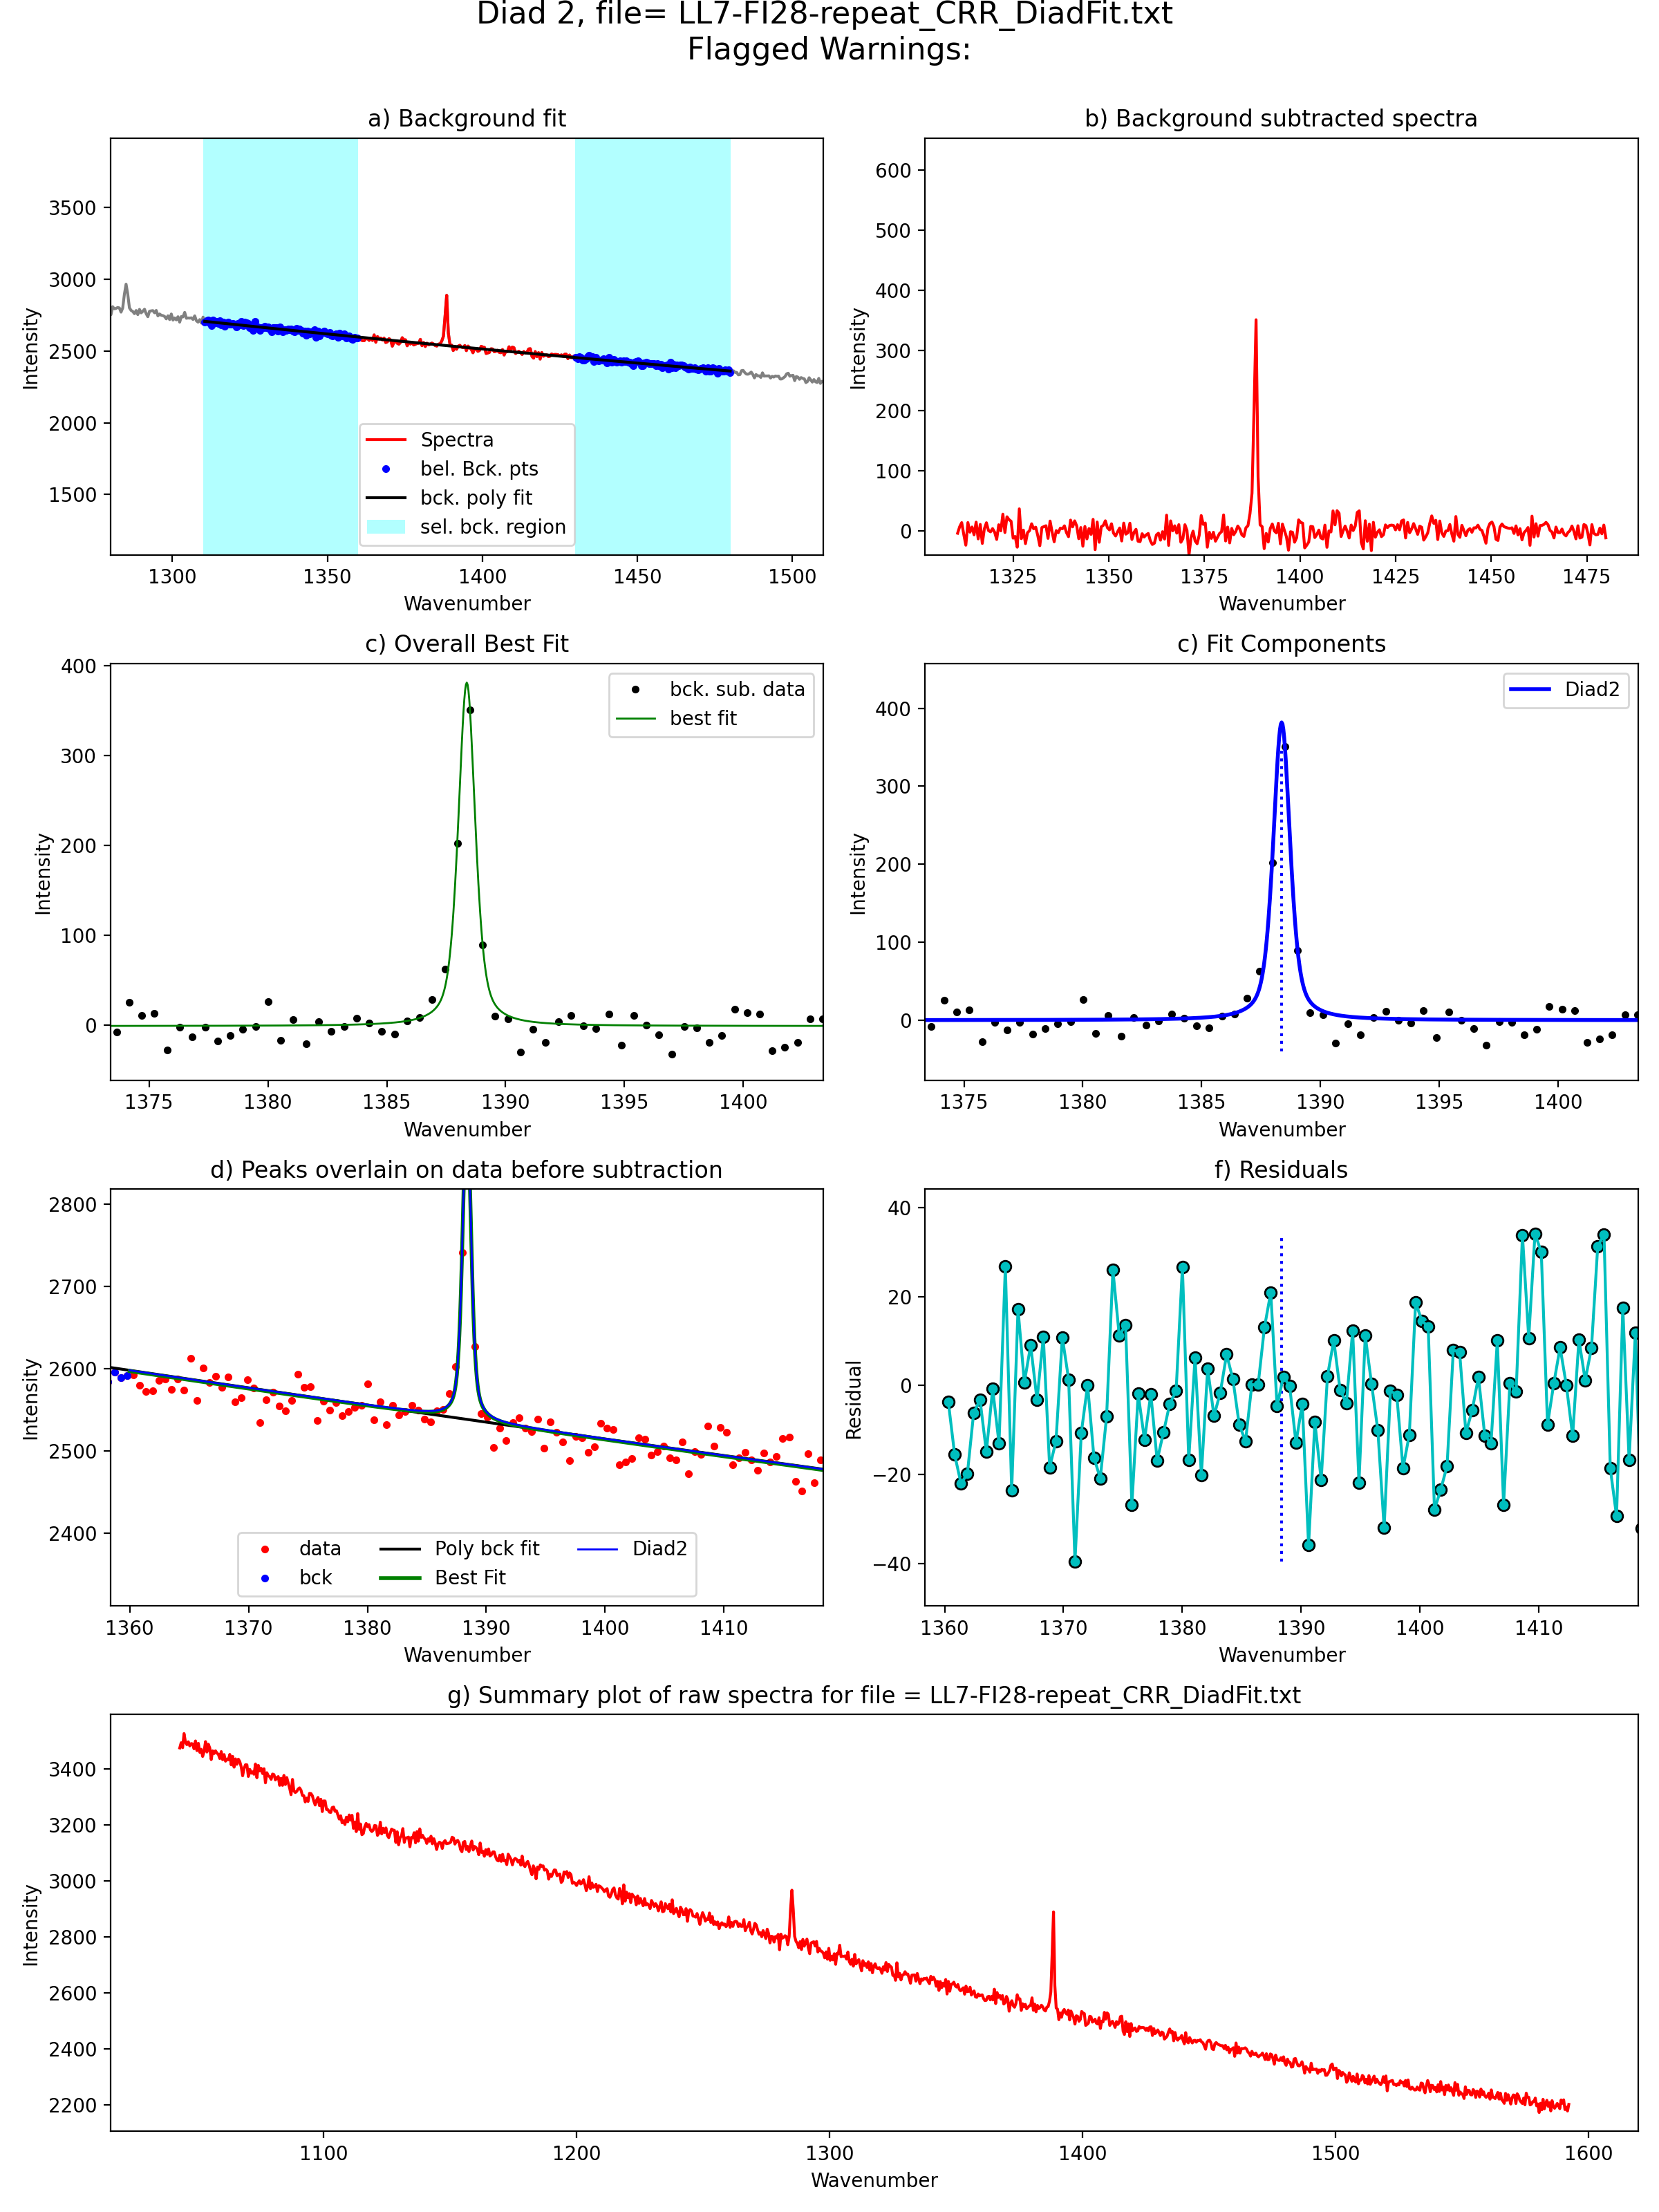 Diad 2, file= LL7-FI28-repeat_CRR_DiadFit.txt
Flagged Warnings:
a) Background fit
3500
3000
2500
2000
1500
Intensity
Spectra
bel. Bck. pts
bck. poly fit
sel. bck. region
1300 1350 1400 1450 1500
Wavenumber
b) Background subtracted spectra
600
500
400
300
200
100
0
Intensity
1325 1350 1375 1400 1425 1450 1475
Wavenumber
c) Overall Best Fit
400
300
200
100
0
Intensity
bck. sub. data
best fit
1375 1380 1385 1390 1395 1400
Wavenumber
c) Fit Components
400
300
200
100
0
Intensity
Diad2
1375 1380 1385 1390 1395 1400
Wavenumber
d) Peaks overlain on data before subtraction
2800
2700
2600
2500
2400
Intensity
data Poly bck fit Diad2
bck Best Fit
1360 1370 1380 1390 1400 1410
Wavenumber
f) Residuals
40
20
0
−20
−40
Residual
1360 1370 1380 1390 1400 1410
Wavenumber
g) Summary plot of raw spectra for file = LL7-FI28-repeat_CRR_DiadFit.txt
3400
3200
3000
2800
2600
2400
2200
Intensity
1100 1200 1300 1400 1500 1600
Wavenumber